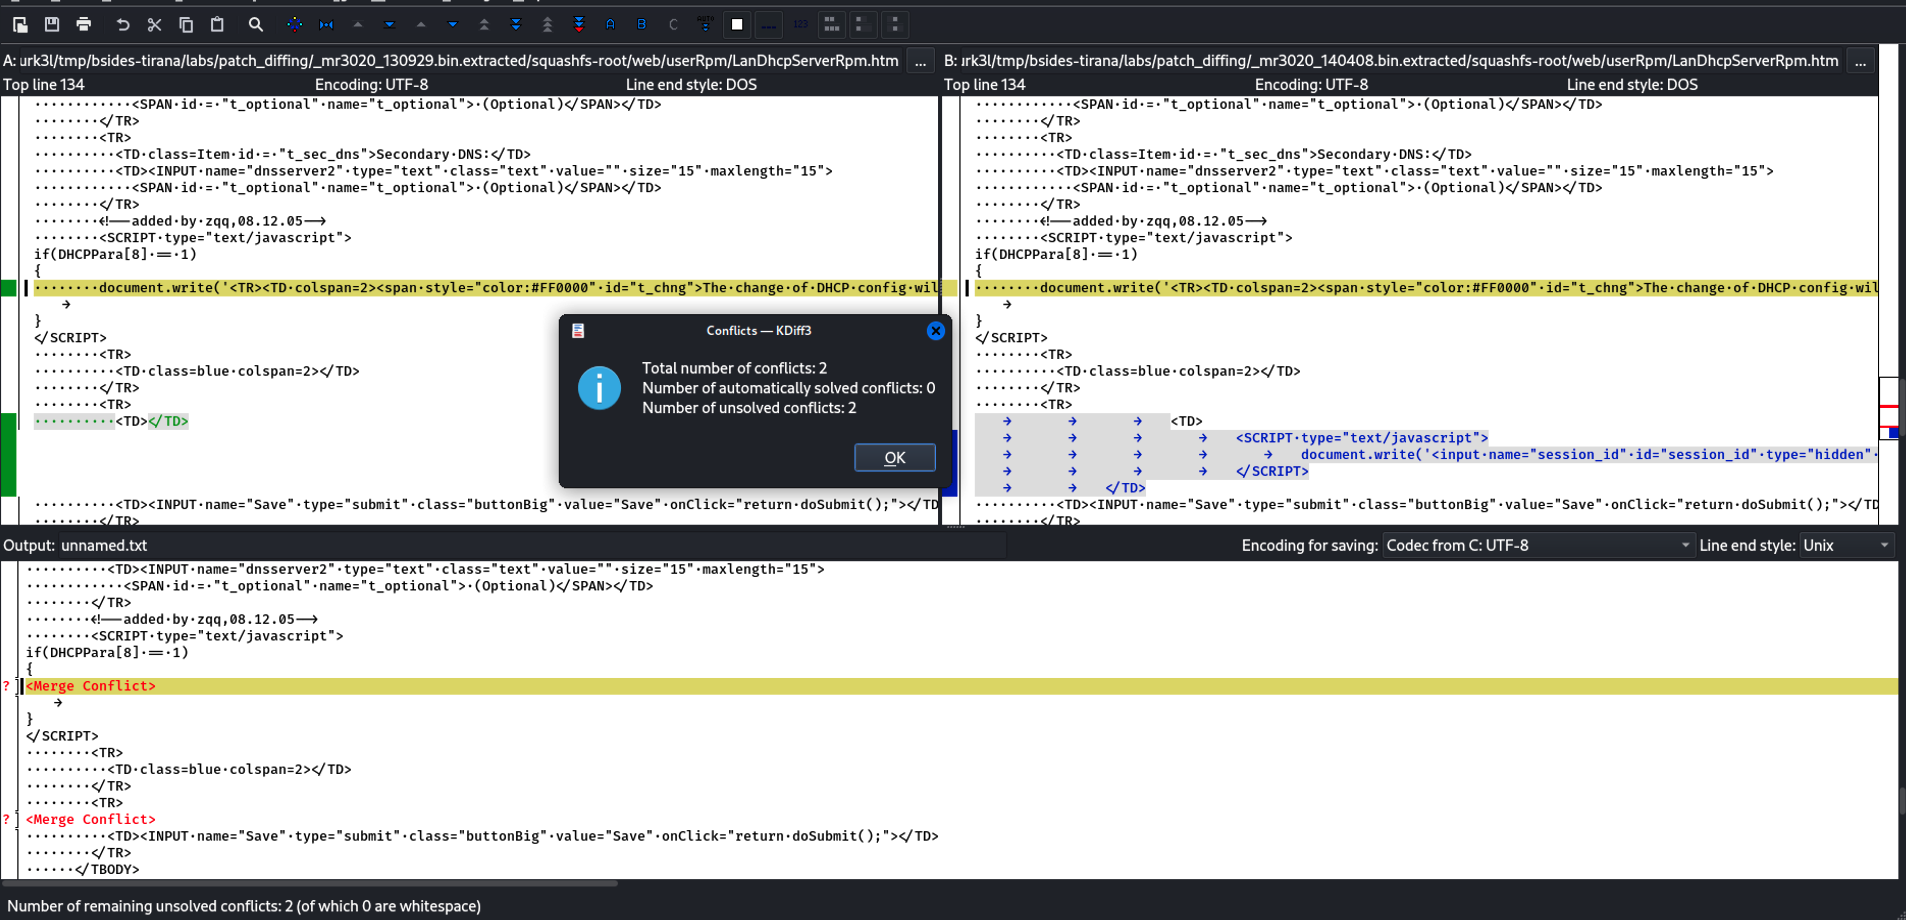 A: ırk3l/tmp/bsides-tirana/labs/patch_diffing/_mr3020_130929.bin.extracted/squashfs-root/web/userRpm/LanDhcpServerRpm.htm ...
Top line 134 Encoding: UTF-8 Line end style: DOS
············<SPAN·id·=·"t_optional"·name="t_optional">·(Optional)</SPAN></TD>
········</TR>
········<TR>
··········<TD·class=Item·id·=·"t_sec_dns">Secondary·DNS:</TD>
··········<TD><INPUT·name="dnsserver2"·type="text"·class="text"·value=""·size="15"·maxlength="15">
············<SPAN·id·=·"t_optional"·name="t_optional">·(Optional)</SPAN></TD>
········</TR>
········<!--added·by·zqq,08.12.05-->
········<SCRIPT·type="text/javascript">
if(DHCPPara[8]·==·1)
{
········document.write('<TR><TD·colspan=2><span·style="color:#FF0000"·id="t_chng">The·change·of·DHCP·config·wil
→
}
</SCRIPT>
········<TR>
··········<TD·class=blue·colspan=2></TD>
········</TR>
········<TR>
··········<TD></TD>
·········<TD><INPUT·name="Save"·type="submit"·class="buttonBig"·value="Save"·onClick="return·doSubmit();"></TD
········</TR
B: ırk3l/tmp/bsides-tirana/labs/patch_diffing/_mr3020_140408.bin.extracted/squashfs-root/web/userRpm/LanDhcpServerRpm.htm ...
Top line 134 Encoding: UTF-8 Line end style: DOS
············<SPAN·id·=·"t_optional"·name="t_optional">·(Optional)</SPAN></TD>
········</TR>
········<TR>
··········<TD·class=Item·id·=·"t_sec_dns">Secondary·DNS:</TD>
··········<TD><INPUT·name="dnsserver2"·type="text"·class="text"·value=""·size="15"·maxlength="15">
············<SPAN·id·=·"t_optional"·name="t_optional">·(Optional)</SPAN></TD>
········</TR>
········<!--added·by·zqq,08.12.05-->
········<SCRIPT·type="text/javascript">
if(DHCPPara[8]·==·1)
{
········document.write('<TR><TD·colspan=2><span·style="color:#FF0000"·id="t_chng">The·change·of·DHCP·config·wil
→
}
</SCRIPT>
········<TR>
··········<TD·class=blue·colspan=2></TD>
········</TR>
········<TR>
→ → → <TD>
→ → → → <SCRIPT·type="text/javascript">
→ → → → → document.write('<input·name="session_id"·id="session_id"·type="hidden"·
→ → → → </SCRIPT>
→ → </TD>
··········<TD><INPUT·name="Save"·type="submit"·class="buttonBig"·value="Save"·onClick="return·doSubmit();"></TD
········</TR
Conflicts — KDiff3
Total number of conflicts: 2
Number of automatically solved conflicts: 0
Number of unsolved conflicts: 2
OK
Output: unnamed.txt Encoding for saving: Codec from C: UTF-8 Line end style: Unix
··········<TD><INPUT·name="dnsserver2"·type="text"·class="text"·value=""·size="15"·maxlength="15">
············<SPAN·id·=·"t_optional"·name="t_optional">·(Optional)</SPAN></TD>
········</TR>
········<!--added·by·zqq,08.12.05-->
········<SCRIPT·type="text/javascript">
if(DHCPPara[8]·==·1)
{
? <Merge Conflict>
→
}
</SCRIPT>
········<TR>
··········<TD·class=blue·colspan=2></TD>
········</TR>
········<TR>
? <Merge Conflict>
··········<TD><INPUT·name="Save"·type="submit"·class="buttonBig"·value="Save"·onClick="return·doSubmit();"></TD>
········</TR>
······</TBODY>
Number of remaining unsolved conflicts: 2 (of which 0 are whitespace)